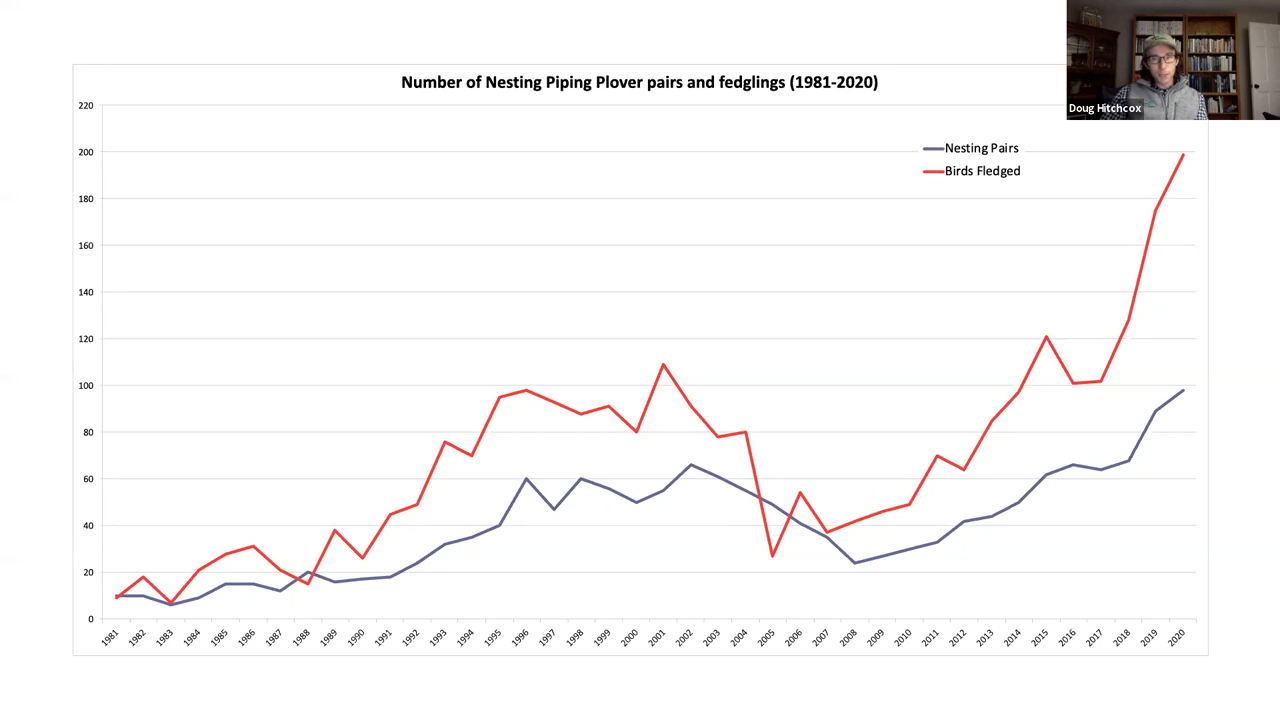 Number of Nesting Piping Plover pairs and fedglings (1981-2020)
Doug Hitchcox
Nesting Pairs
Birds Fledged
220
200
180
160
140
120
100
80
60
40
20
0
1981 1982 1983 1984 1985 1986 1987 1988 1989 1990 1991 1992 1993 1994 1995 1996 1997 1998 1999 2000 2001 2002 2003 2004 2005 2006 2007 2008 2009 2010 2011 2012 2013 2014 2015 2016 2017 2018 2019 2020